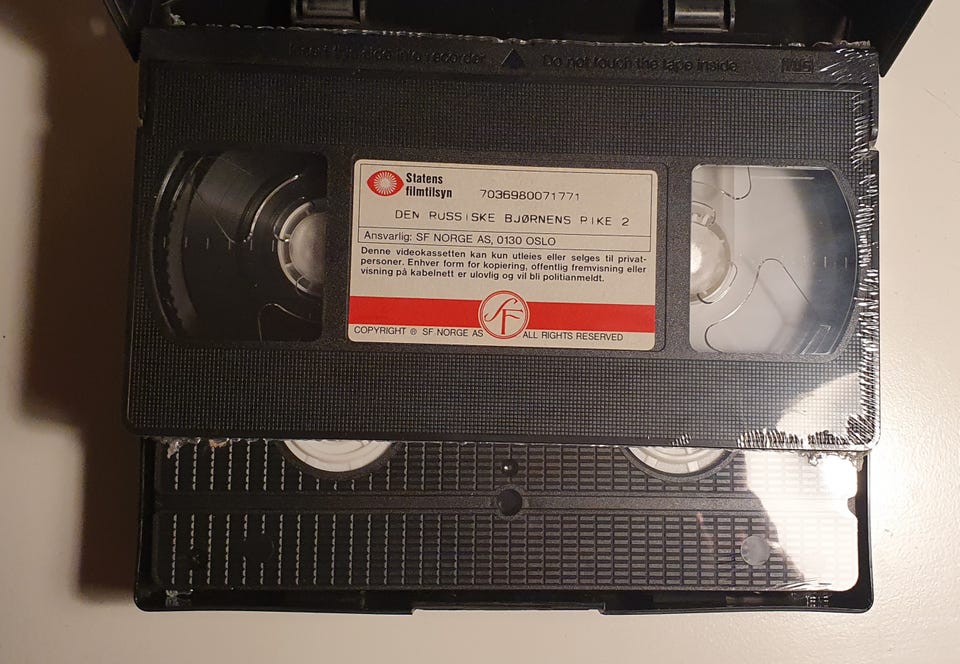 Insert this side into recorder Do not touch the tape inside VHS
Statens
filmtilsyn
7036980071771
DEN RUSSISKE BJØRNENS PIKE 2
Ansvarlig: SF NORGE AS, 0130 OSLO
Denne videokassetten kan kun utleies eller selges til privat-
personer. Enhver form for kopiering, offentlig fremvisning eller
visning på kabelnett er ulovlig og vil bli politianmeldt.
SF
COPYRIGHT ® SF NORGE AS ALL RIGHTS RESERVED